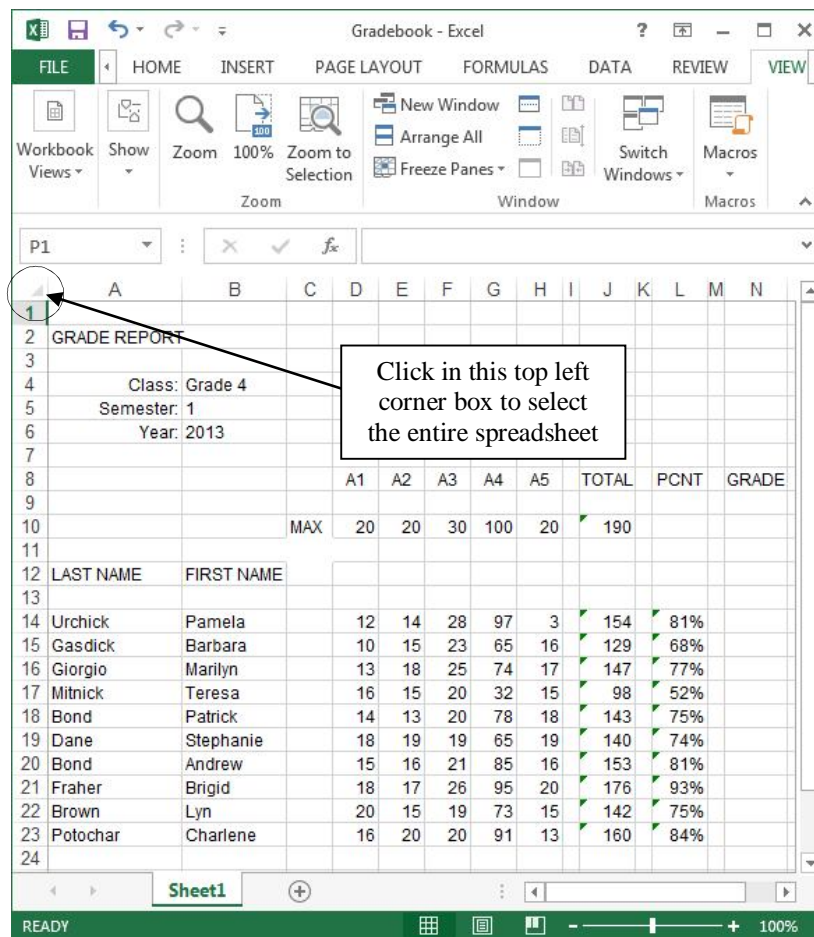 Gradebook - Excel
FILE HOME INSERT PAGE LAYOUT FORMULAS DATA REVIEW VIEW
Workbook Views Show Zoom 100% Zoom to Selection New Window Arrange All Freeze Panes Switch Windows Macros
Zoom Window Macros
P1 fx
A B C D E F G H I J K L M N
1
2 GRADE REPORT
3
4 Class: Grade 4
5 Semester: 1
6 Year: 2013
7
Click in this top left
corner box to select
the entire spreadsheet
8 A1 A2 A3 A4 A5 TOTAL PCNT GRADE
9
10 MAX 20 20 30 100 20 190
11
12 LAST NAME FIRST NAME
13
14 Urchick Pamela 12 14 28 97 3 154 81%
15 Gasdick Barbara 10 15 23 65 16 129 68%
16 Giorgio Marilyn 13 18 25 74 17 147 77%
17 Mitnick Teresa 16 15 20 32 15 98 52%
18 Bond Patrick 14 13 20 78 18 143 75%
19 Dane Stephanie 18 19 19 65 19 140 74%
20 Bond Andrew 15 16 21 85 16 153 81%
21 Fraher Brigid 18 17 26 95 20 176 93%
22 Brown Lyn 20 15 19 73 15 142 75%
23 Potochar Charlene 16 20 20 91 13 160 84%
24
Sheet1
READY 100%